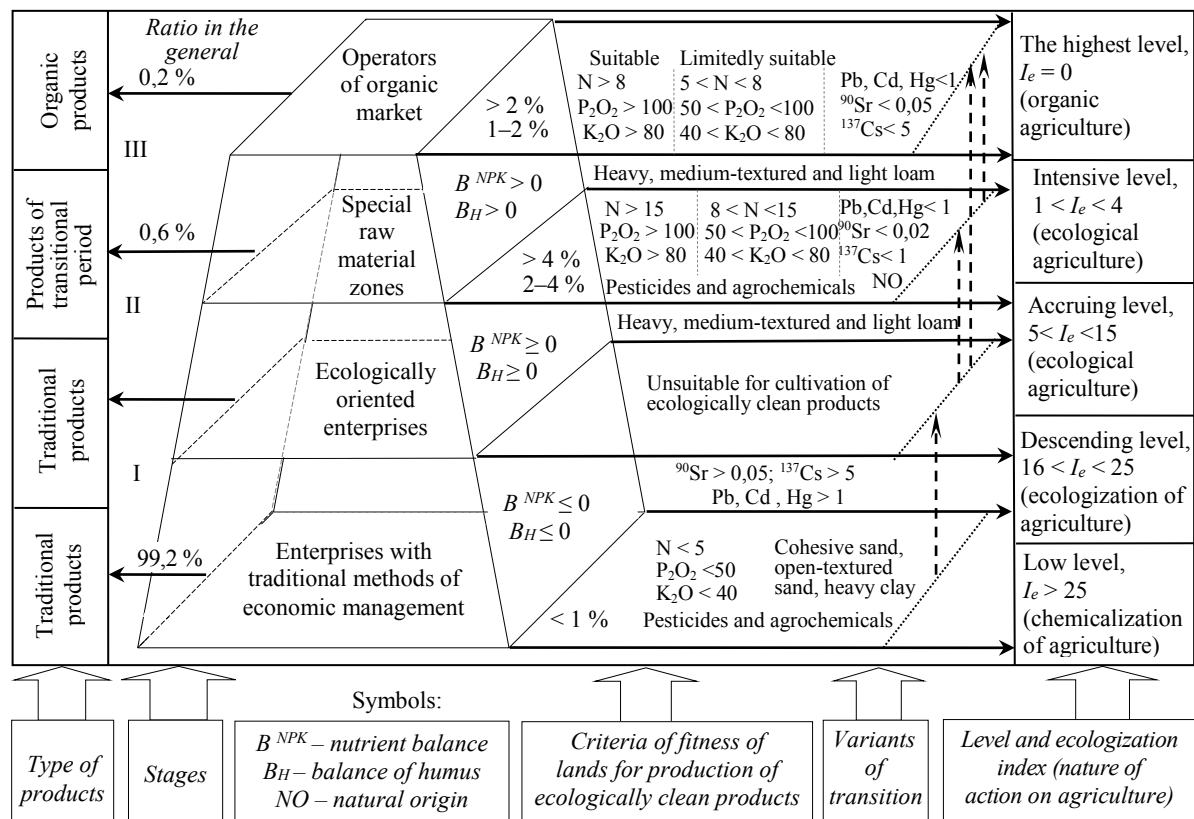 Organic
products
Ratio in the
general
0,2 %
III
Operators
of organic
market
> 2 %
1–2 %
Suitable
N > 8
P₂O₂ > 100
K₂O > 80
Limitedly suitable
5 < N < 8
50 < P₂O₂ <100
40 < K₂O < 80
Pb, Cd, Hg<1
⁹⁰Sr < 0,05
¹³⁷Cs< 5
The highest level,
Iₑ = 0
(organic
agriculture)
Products of
transitional
period
0,6 %
II
Special
raw
material
zones
B ᴺᴾᴷ > 0
B_H > 0
> 4 %
2–4 %
Heavy, medium-textured and light loam
N > 15
P₂O₂ > 100
K₂O > 80
8 < N <15
50 < P₂O₂ <100
40 < K₂O < 80
Pb,Cd,Hg< 1
⁹⁰Sr < 0,02
¹³⁷Cs< 1
NO
Pesticides and agrochemicals
Intensive level,
1 < Iₑ < 4
(ecological
agriculture)
Traditional
products
I
Ecologically
oriented
enterprises
B ᴺᴾᴷ ≥ 0
B_H ≥ 0
Heavy, medium-textured and light loam
Unsuitable for cultivation of
ecologically clean products
Accruing level,
5< Iₑ <15
(ecological
agriculture)
⁹⁰Sr > 0,05; ¹³⁷Cs > 5
Pb, Cd , Hg > 1
Descending level,
16 < Iₑ < 25
(ecologization of
agriculture)
Traditional
products
99,2 %
Enterprises with
traditional methods of
economic management
B ᴺᴾᴷ ≤ 0
B_H ≤ 0
< 1 %
N < 5
P₂O₂ <50
K₂O < 40
Cohesive sand,
open-textured
sand, heavy clay
Pesticides and agrochemicals
Low level,
Iₑ > 25
(chemicalization
of agriculture)
Type of
products
Stages
Symbols:
B ᴺᴾᴷ – nutrient balance
B_H – balance of humus
NO – natural origin
Criteria of fitness of
lands for production of
ecologically clean products
Variants
of
transition
Level and ecologization
index (nature of
action on agriculture)